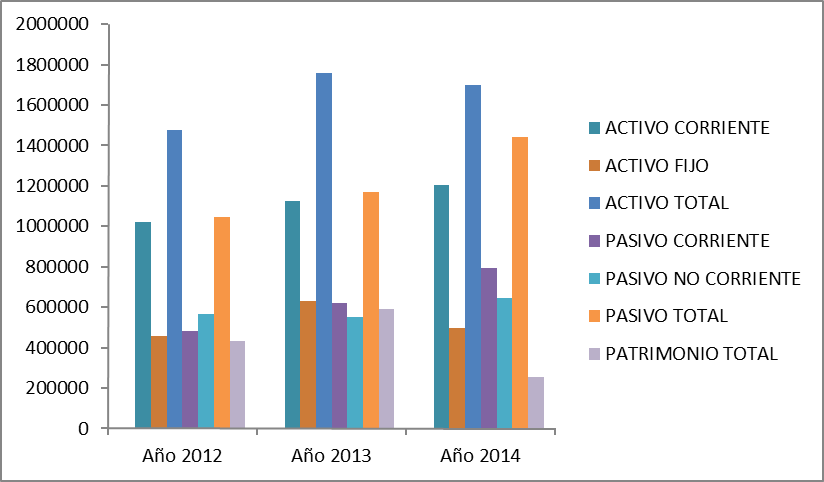 2000000
1800000
1600000
1400000
1200000
1000000
800000
600000
400000
200000
0
Año 2012 Año 2013 Año 2014
ACTIVO CORRIENTE
ACTIVO FIJO
ACTIVO TOTAL
PASIVO CORRIENTE
PASIVO NO CORRIENTE
PASIVO TOTAL
PATRIMONIO TOTAL